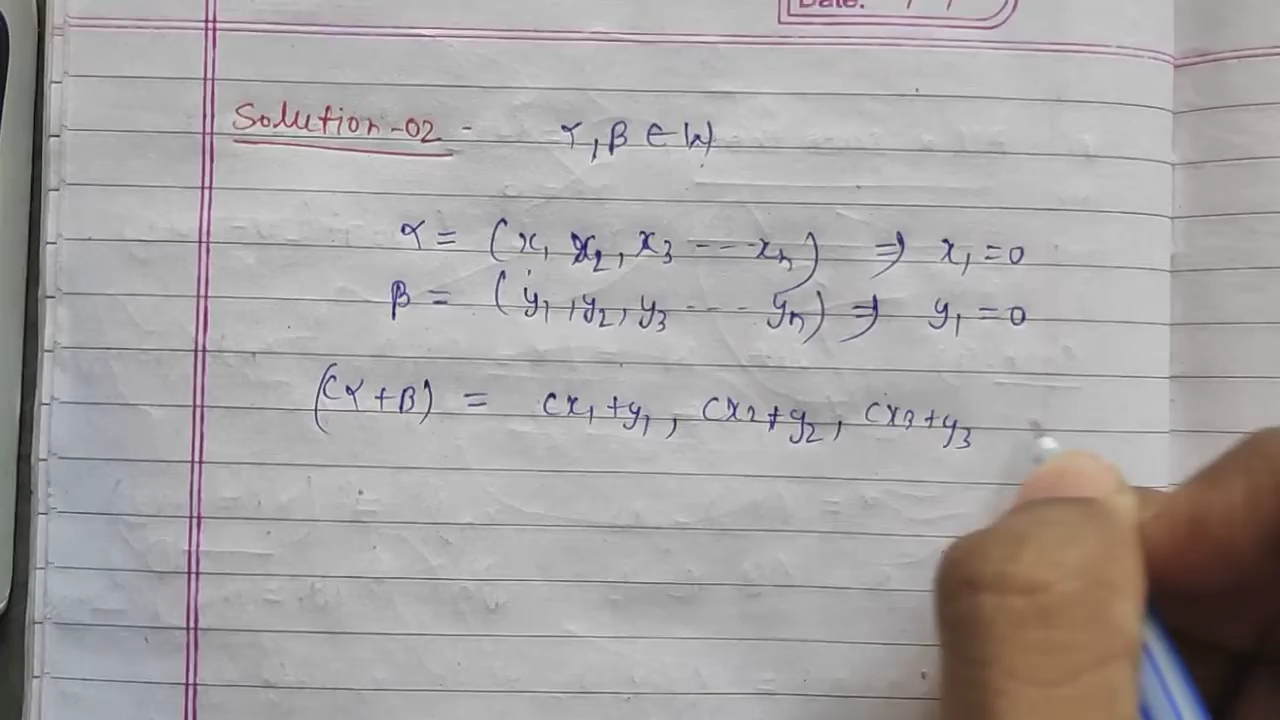 Date:
Solution-02 - α, β ∈ W
α = (x₁, x₂, x₃ ---- xₙ) ⇒ x₁ = 0
β = (y₁, y₂, y₃ ---- yₙ) ⇒ y₁ = 0
(cα+β) = cx₁+y₁, cx₂+y₂, cx₃+y₃